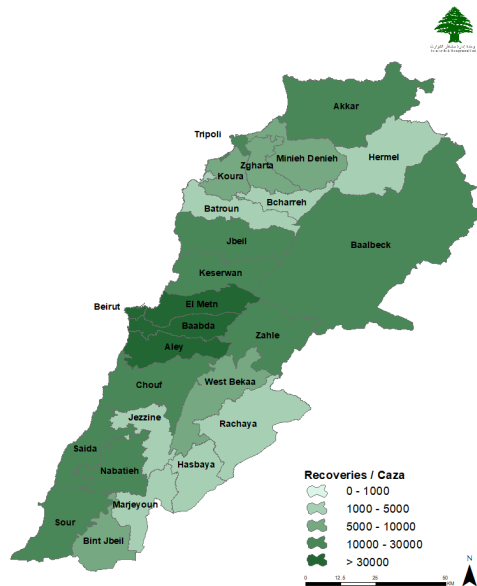 Akkar
Tripoli
Hermel
Minieh Denieh
Zgharta
Koura
Bcharreh
Batroun
Jbeil
Baalbeck
Keserwan
El Metn
Beirut
Baabda
Zahle
Aley
West Bekaa
Chouf
Jezzine
Rachaya
Saida
Hasbaya
Nabatieh
Marjeyoun
Sour
Bint Jbeil
Recoveries / Caza
0 - 1000
1000 - 5000
5000 - 10000
10000 - 30000
> 30000
N
0 12.5 25 50
KM